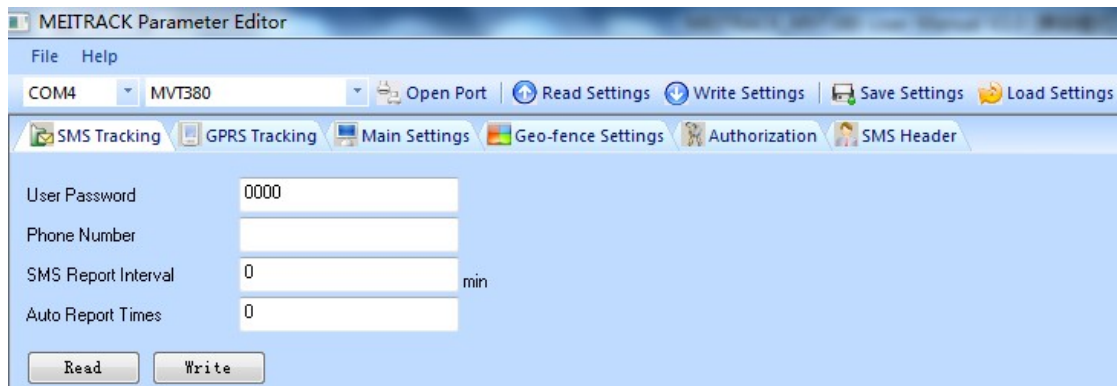 MEITRACK Parameter Editor
File Help
COM4 MVT380 Open Port Read Settings Write Settings Save Settings Load Settings
SMS Tracking GPRS Tracking Main Settings Geo-fence Settings Authorization SMS Header
User Password 0000
Phone Number
SMS Report Interval 0 min
Auto Report Times 0
Read Write